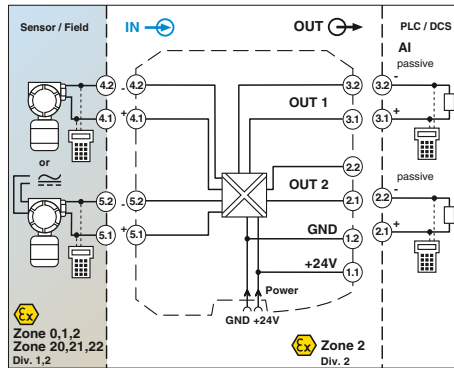 Sensor / Field
IN
OUT
PLC / DCS
AI
passive
4.2 - 4.2
3.2
3.2 -
OUT 1
4.1 + 4.1
3.1
3.1 +
or
2.2
passive
OUT 2
5.2 - 5.2
2.1
2.2 -
GND
5.1 + 5.1
1.2
2.1 +
+24V
1.1
Power
GND +24V
Ex
Zone 0,1,2
Zone 20,21,22
Div. 1,2
Ex
Zone 2
Div. 2